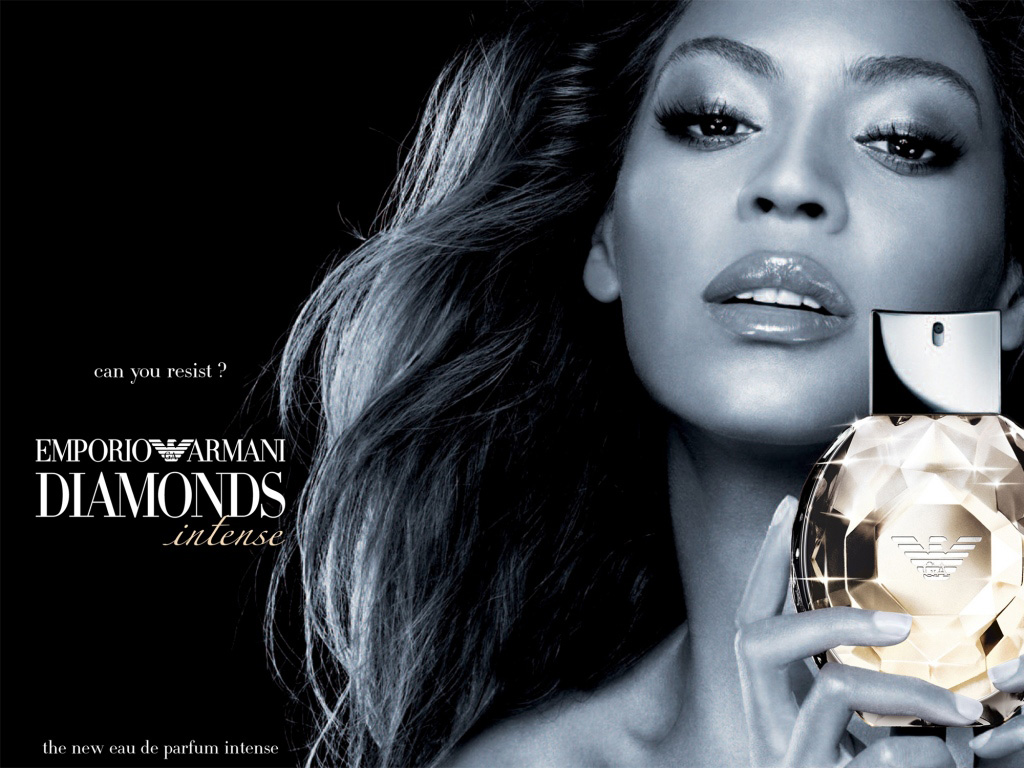 can you resist ?
EMPORIO ARMANI
DIAMONDS
intense
the new eau de parfum intense